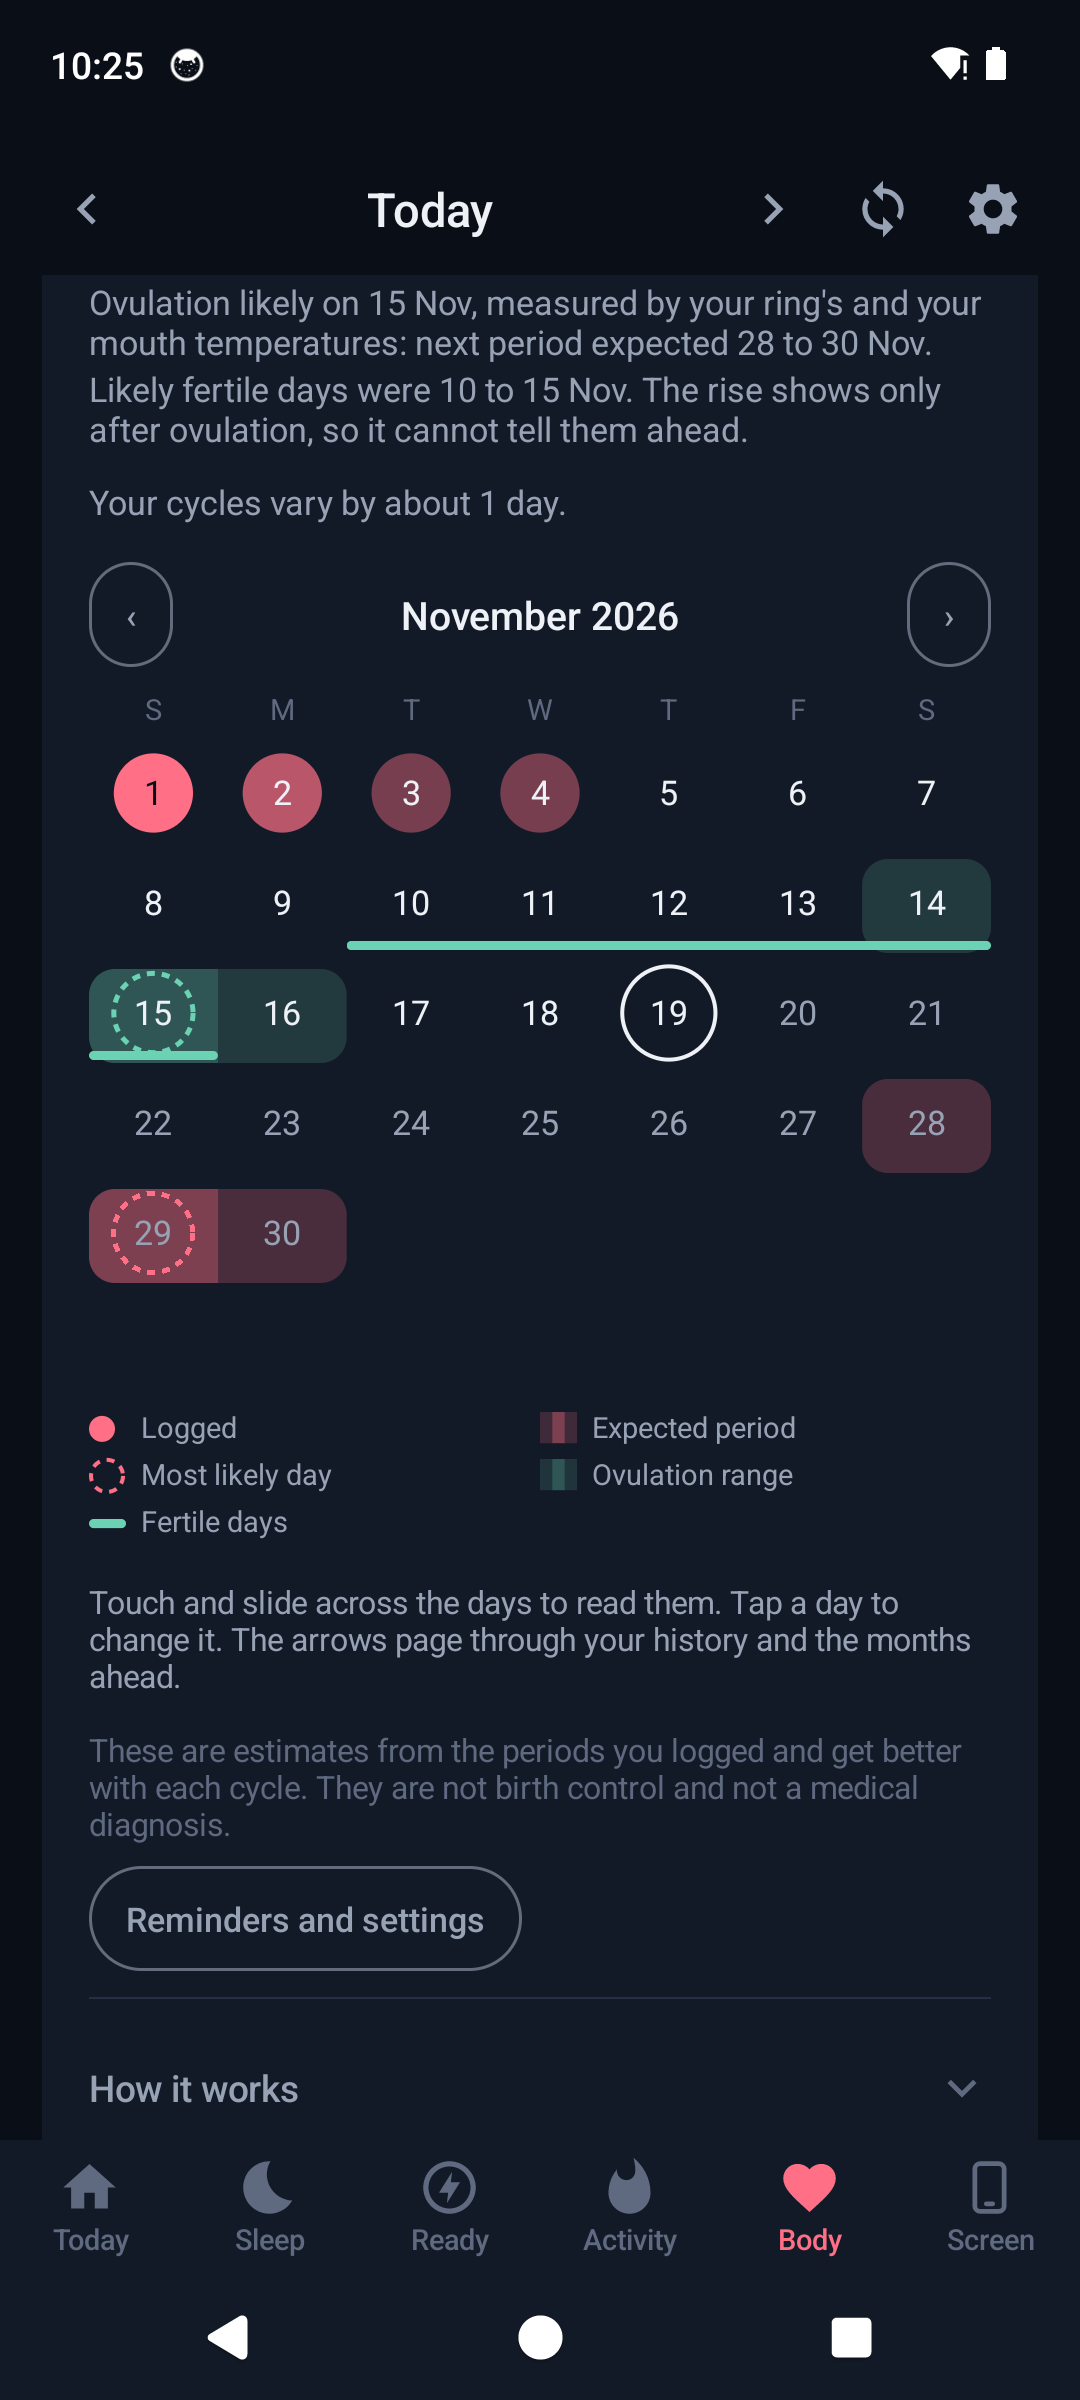 10:25
Today
Ovulation likely on 15 Nov, measured by your ring's and your
mouth temperatures: next period expected 28 to 30 Nov.
Likely fertile days were 10 to 15 Nov. The rise shows only
after ovulation, so it cannot tell them ahead.
Your cycles vary by about 1 day.
‹ November 2026 ›
S M T W T F S
1 2 3 4 5 6 7
8 9 10 11 12 13 14
15 16 17 18 19 20 21
22 23 24 25 26 27 28
29 30
Logged Expected period
Most likely day Ovulation range
Fertile days
Touch and slide across the days to read them. Tap a day to
change it. The arrows page through your history and the months
ahead.
These are estimates from the periods you logged and get better
with each cycle. They are not birth control and not a medical
diagnosis.
Reminders and settings
How it works
Today Sleep Ready Activity Body Screen